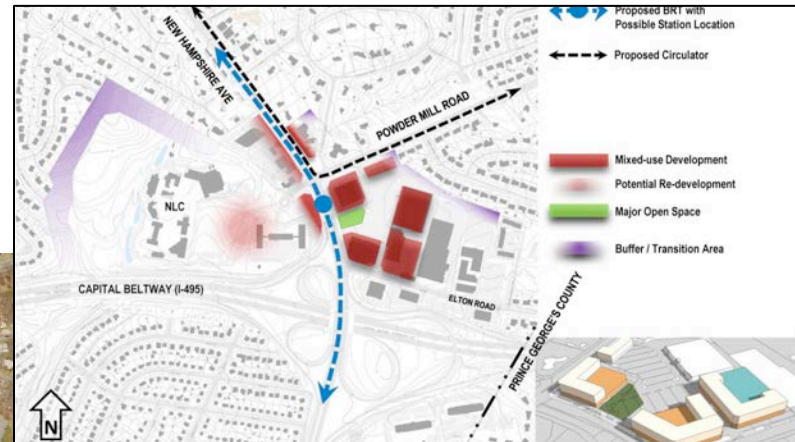 Proposed BRT with
Possible Station Location
Proposed Circulator
NEW HAMPSHIRE AVE
POWDER MILL ROAD
Mixed-use Development
Potential Re-development
Major Open Space
Buffer / Transition Area
NLC
CAPITAL BELTWAY (I-495)
ELTON ROAD
PRINCE GEORGE'S COUNTY
N